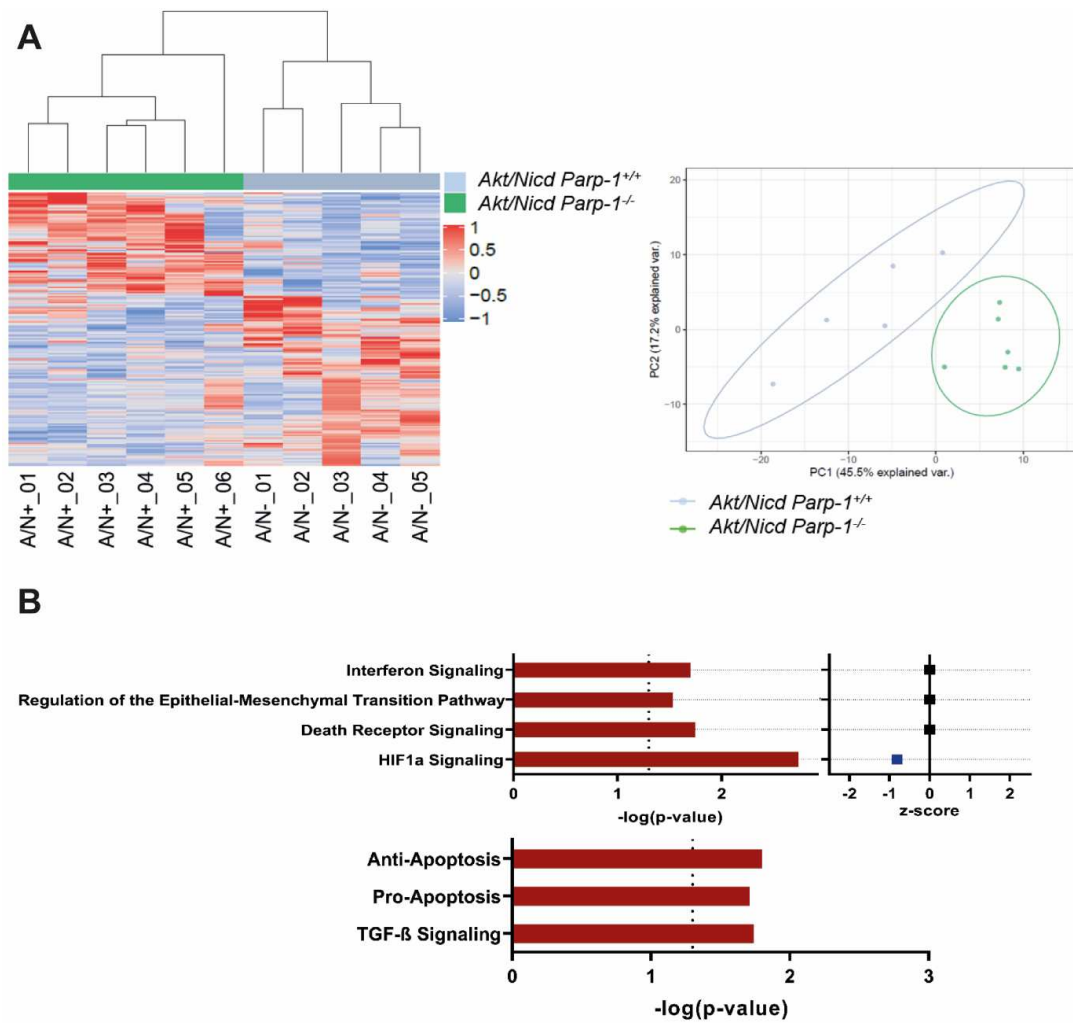 A
Akt/Nicd Parp-1+/+
Akt/Nicd Parp-1-/-
1
0.5
0
−0.5
−1
A/N+_01
A/N+_02
A/N+_03
A/N+_04
A/N+_05
A/N+_06
A/N-_01
A/N-_02
A/N-_03
A/N-_04
A/N-_05
20
10
0
−10
PC2 (17.2% explained var.)
−20
−10
0
10
PC1 (45.5% explained var.)
Akt/Nicd Parp-1+/+
Akt/Nicd Parp-1-/-
B
Interferon Signaling
Regulation of the Epithelial-Mesenchymal Transition Pathway
Death Receptor Signaling
HIF1a Signaling
0 1 2
-log(p-value)
-2 -1 0 1 2
z-score
Anti-Apoptosis
Pro-Apoptosis
TGF-ß Signaling
0 1 2 3
-log(p-value)